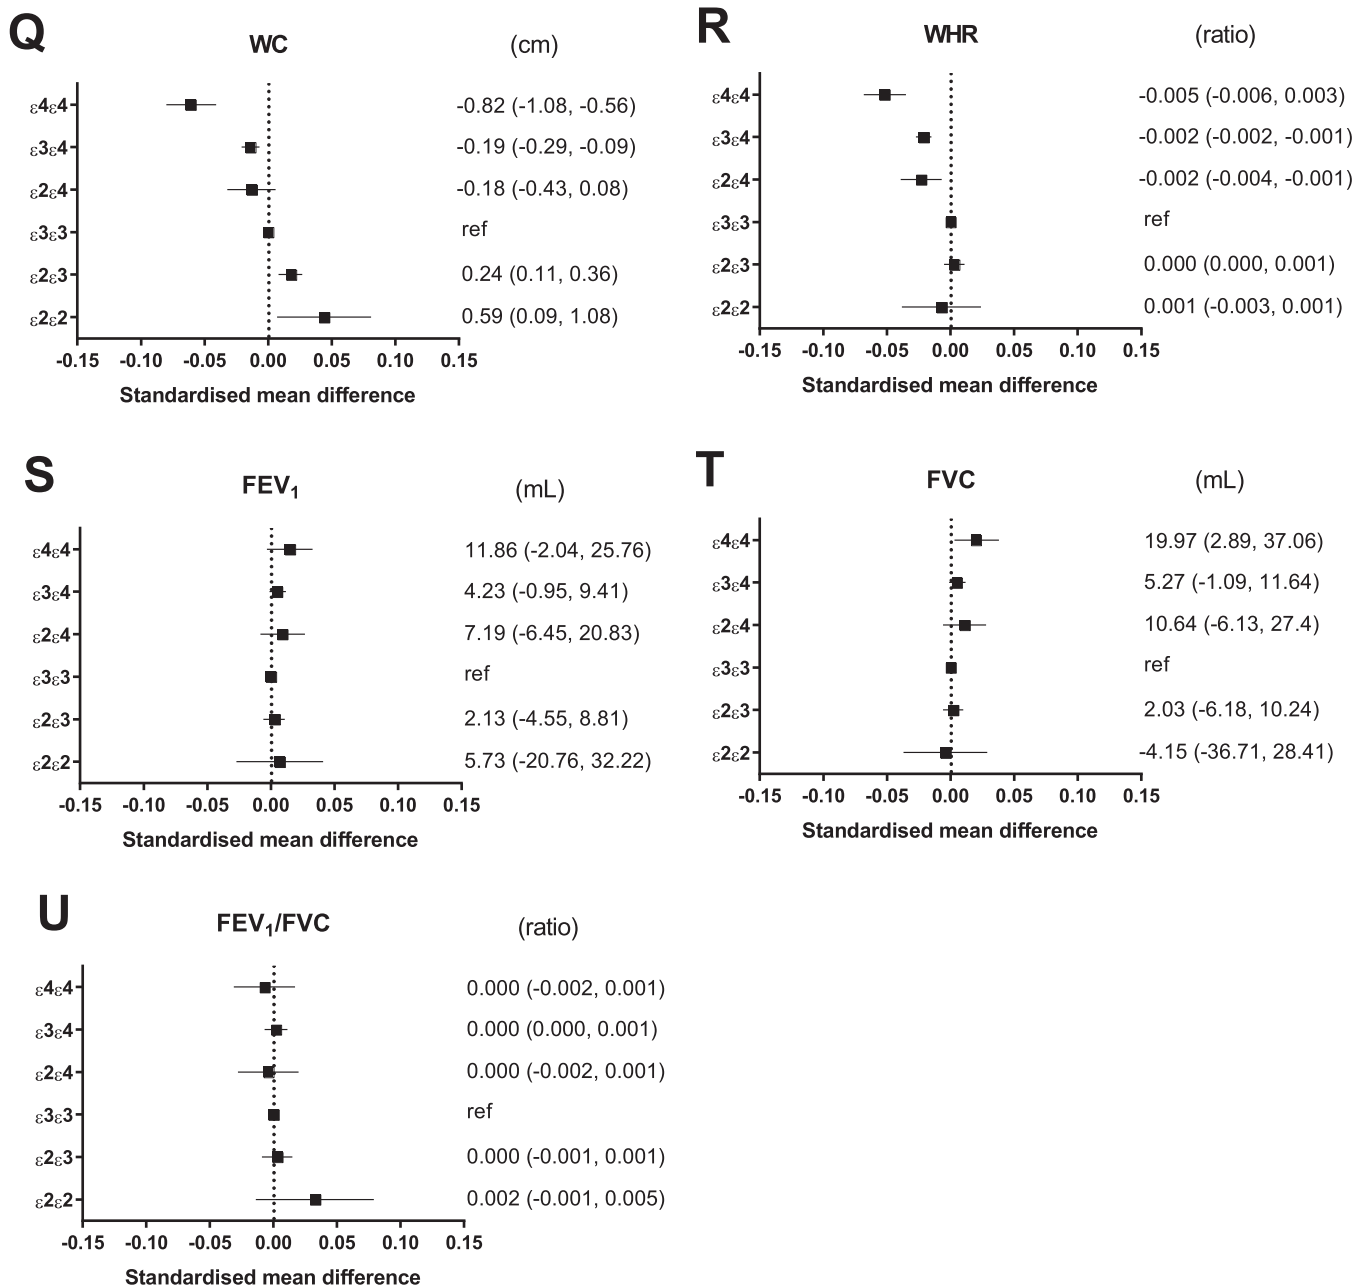 Q
WC (cm)
ε4ε4 -0.82 (-1.08, -0.56)
ε3ε4 -0.19 (-0.29, -0.09)
ε2ε4 -0.18 (-0.43, 0.08)
ε3ε3 ref
ε2ε3 0.24 (0.11, 0.36)
ε2ε2 0.59 (0.09, 1.08)
-0.15 -0.10 -0.05 0.00 0.05 0.10 0.15
Standardised mean difference
R
WHR (ratio)
ε4ε4 -0.005 (-0.006, 0.003)
ε3ε4 -0.002 (-0.002, -0.001)
ε2ε4 -0.002 (-0.004, -0.001)
ε3ε3 ref
ε2ε3 0.000 (0.000, 0.001)
ε2ε2 0.001 (-0.003, 0.001)
-0.15 -0.10 -0.05 0.00 0.05 0.10 0.15
Standardised mean difference
S
FEV1 (mL)
ε4ε4 11.86 (-2.04, 25.76)
ε3ε4 4.23 (-0.95, 9.41)
ε2ε4 7.19 (-6.45, 20.83)
ε3ε3 ref
ε2ε3 2.13 (-4.55, 8.81)
ε2ε2 5.73 (-20.76, 32.22)
-0.15 -0.10 -0.05 0.00 0.05 0.10 0.15
Standardised mean difference
T
FVC (mL)
ε4ε4 19.97 (2.89, 37.06)
ε3ε4 5.27 (-1.09, 11.64)
ε2ε4 10.64 (-6.13, 27.4)
ε3ε3 ref
ε2ε3 2.03 (-6.18, 10.24)
ε2ε2 -4.15 (-36.71, 28.41)
-0.15 -0.10 -0.05 0.00 0.05 0.10 0.15
Standardised mean difference
U
FEV1/FVC (ratio)
ε4ε4 0.000 (-0.002, 0.001)
ε3ε4 0.000 (0.000, 0.001)
ε2ε4 0.000 (-0.002, 0.001)
ε3ε3 ref
ε2ε3 0.000 (-0.001, 0.001)
ε2ε2 0.002 (-0.001, 0.005)
-0.15 -0.10 -0.05 0.00 0.05 0.10 0.15
Standardised mean difference